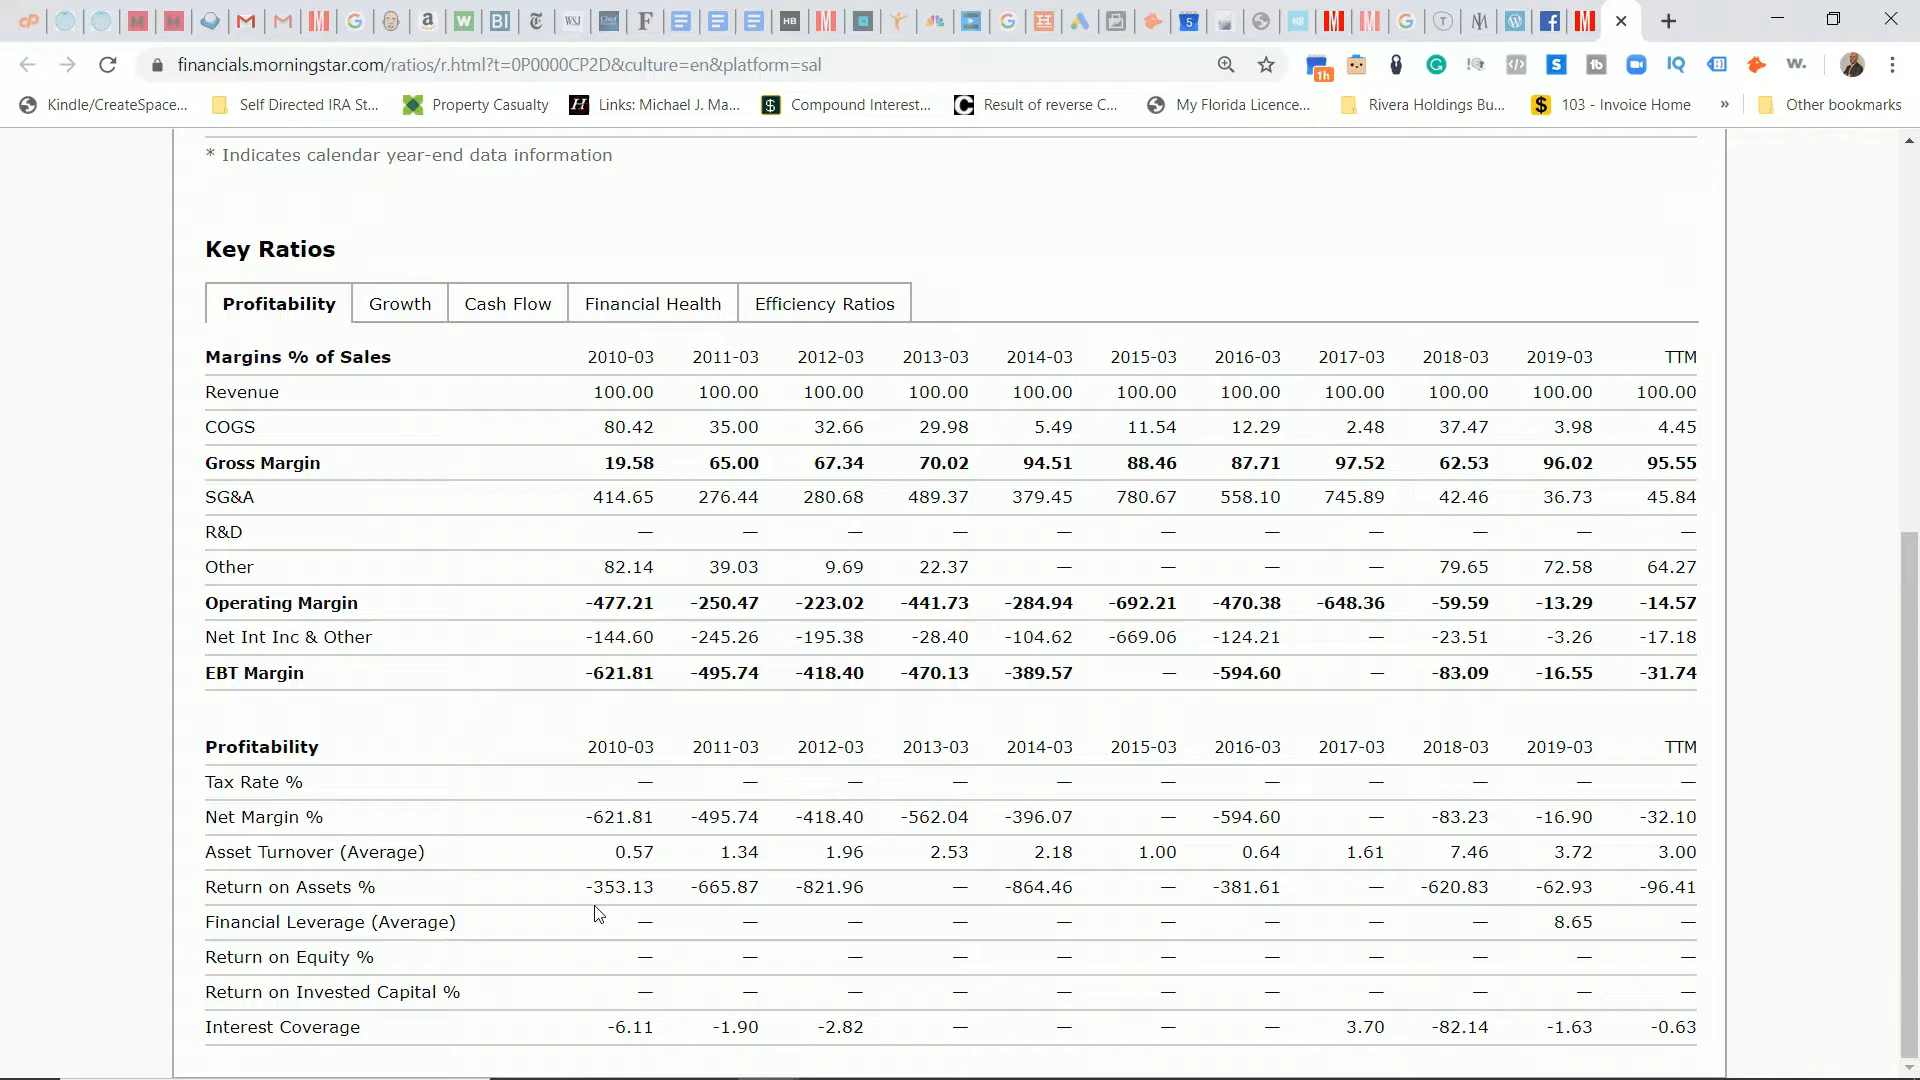 financials.morningstar.com/ratios/r.html?t=0P0000CP2D&culture=en&platform=sal
1h
Kindle/CreateSpace... Self Directed IRA St... Property Casualty Links: Michael J. Ma... Compound Interest... Result of reverse C... My Florida Licence... Rivera Holdings Bu... 103 - Invoice Home » Other bookmarks
* Indicates calendar year-end data information
Key Ratios
Profitability Growth Cash Flow Financial Health Efficiency Ratios
Margins % of Sales 2010-03 2011-03 2012-03 2013-03 2014-03 2015-03 2016-03 2017-03 2018-03 2019-03 TTM
Revenue 100.00 100.00 100.00 100.00 100.00 100.00 100.00 100.00 100.00 100.00 100.00
COGS 80.42 35.00 32.66 29.98 5.49 11.54 12.29 2.48 37.47 3.98 4.45
Gross Margin 19.58 65.00 67.34 70.02 94.51 88.46 87.71 97.52 62.53 96.02 95.55
SG&A 414.65 276.44 280.68 489.37 379.45 780.67 558.10 745.89 42.46 36.73 45.84
R&D — — — — — — — — — — —
Other 82.14 39.03 9.69 22.37 — — — — 79.65 72.58 64.27
Operating Margin -477.21 -250.47 -223.02 -441.73 -284.94 -692.21 -470.38 -648.36 -59.59 -13.29 -14.57
Net Int Inc & Other -144.60 -245.26 -195.38 -28.40 -104.62 -669.06 -124.21 — -23.51 -3.26 -17.18
EBT Margin -621.81 -495.74 -418.40 -470.13 -389.57 — -594.60 — -83.09 -16.55 -31.74
Profitability 2010-03 2011-03 2012-03 2013-03 2014-03 2015-03 2016-03 2017-03 2018-03 2019-03 TTM
Tax Rate % — — — — — — — — — — —
Net Margin % -621.81 -495.74 -418.40 -562.04 -396.07 — -594.60 — -83.23 -16.90 -32.10
Asset Turnover (Average) 0.57 1.34 1.96 2.53 2.18 1.00 0.64 1.61 7.46 3.72 3.00
Return on Assets % -353.13 -665.87 -821.96 — -864.46 — -381.61 — -620.83 -62.93 -96.41
Financial Leverage (Average) — — — — — — — — — 8.65 —
Return on Equity % — — — — — — — — — — —
Return on Invested Capital % — — — — — — — — — — —
Interest Coverage -6.11 -1.90 -2.82 — — — — 3.70 -82.14 -1.63 -0.63